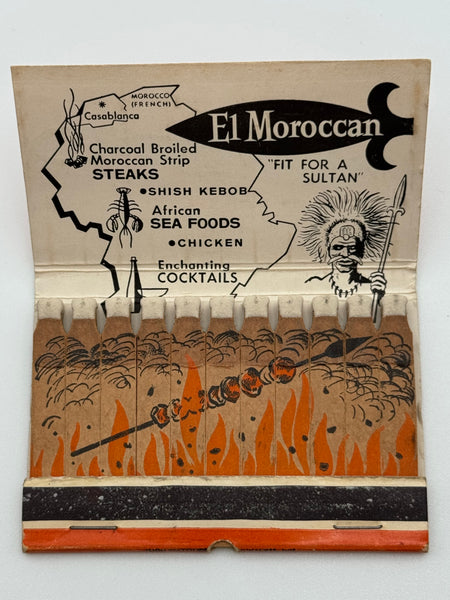 MOROCCO
(FRENCH)
Casablanca
El Moroccan
Charcoal Broiled
Moroccan Strip
STEAKS
•SHISH KEBOB
African
SEA FOODS
•CHICKEN
Enchanting
COCKTAILS
"FIT FOR A
SULTAN"